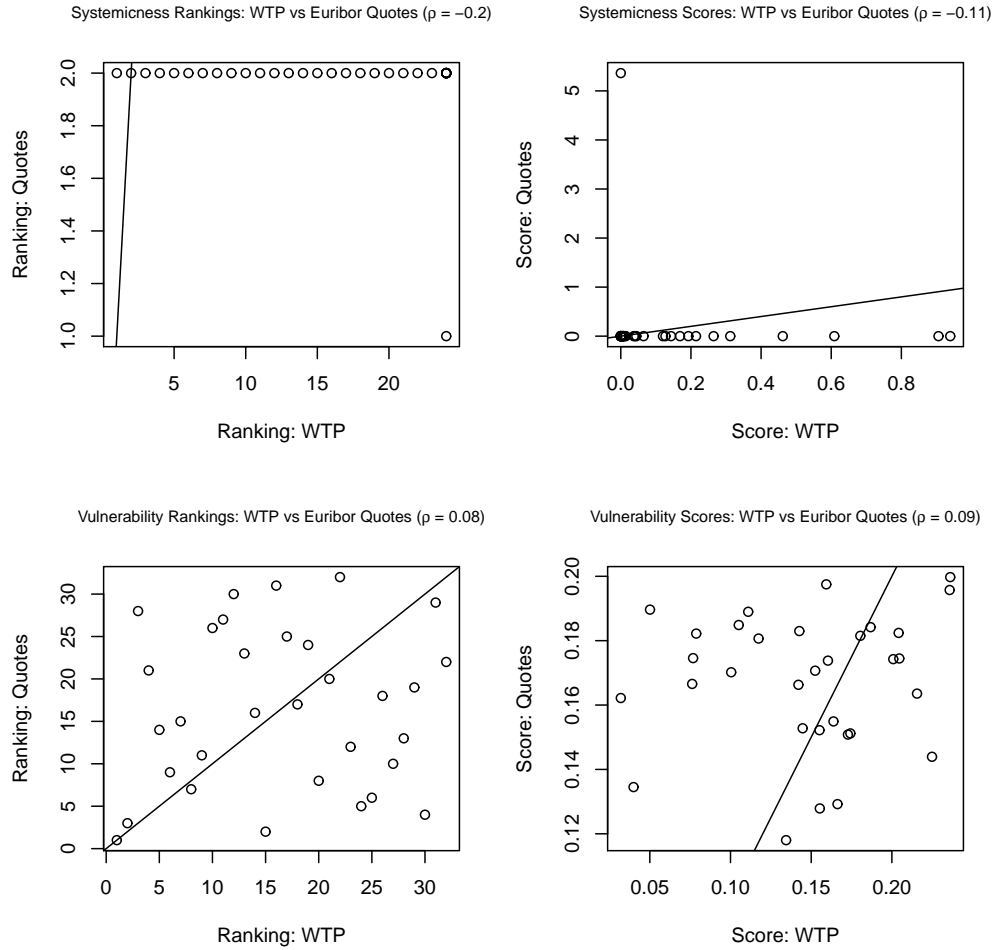 Systemicness Rankings: WTP vs Euribor Quotes (ρ = −0.2)
Ranking: Quotes
2.0
1.8
1.6
1.4
1.2
1.0
5 10 15 20
Ranking: WTP
Systemicness Scores: WTP vs Euribor Quotes (ρ = −0.11)
Score: Quotes
5
4
3
2
1
0
0.0 0.2 0.4 0.6 0.8
Score: WTP
Vulnerability Rankings: WTP vs Euribor Quotes (ρ = 0.08)
Ranking: Quotes
30
25
20
15
10
5
0
0 5 10 15 20 25 30
Ranking: WTP
Vulnerability Scores: WTP vs Euribor Quotes (ρ = 0.09)
Score: Quotes
0.20
0.18
0.16
0.14
0.12
0.05 0.10 0.15 0.20
Score: WTP